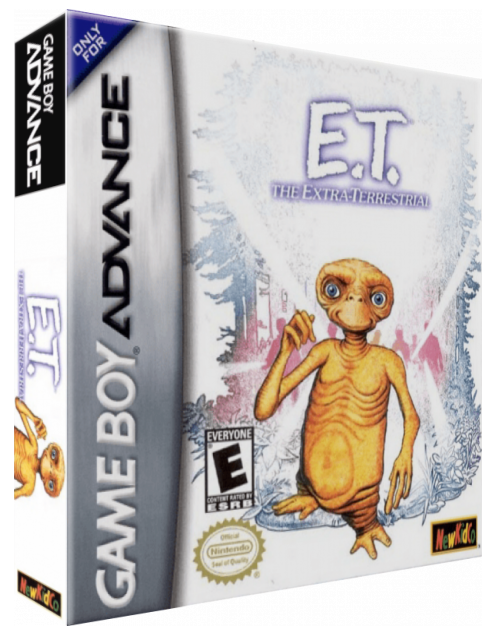 GAME BOY
ADVANCE
E.T.
THE EXTRA-TERRESTRIAL
NewKidCo
ONLY
FOR
GAME BOY ADVANCE
E.T.
THE EXTRA-TERRESTRIAL
EVERYONE
E
CONTENT RATED BY
ESRB
Official
Nintendo
Seal of Quality
NewKidCo